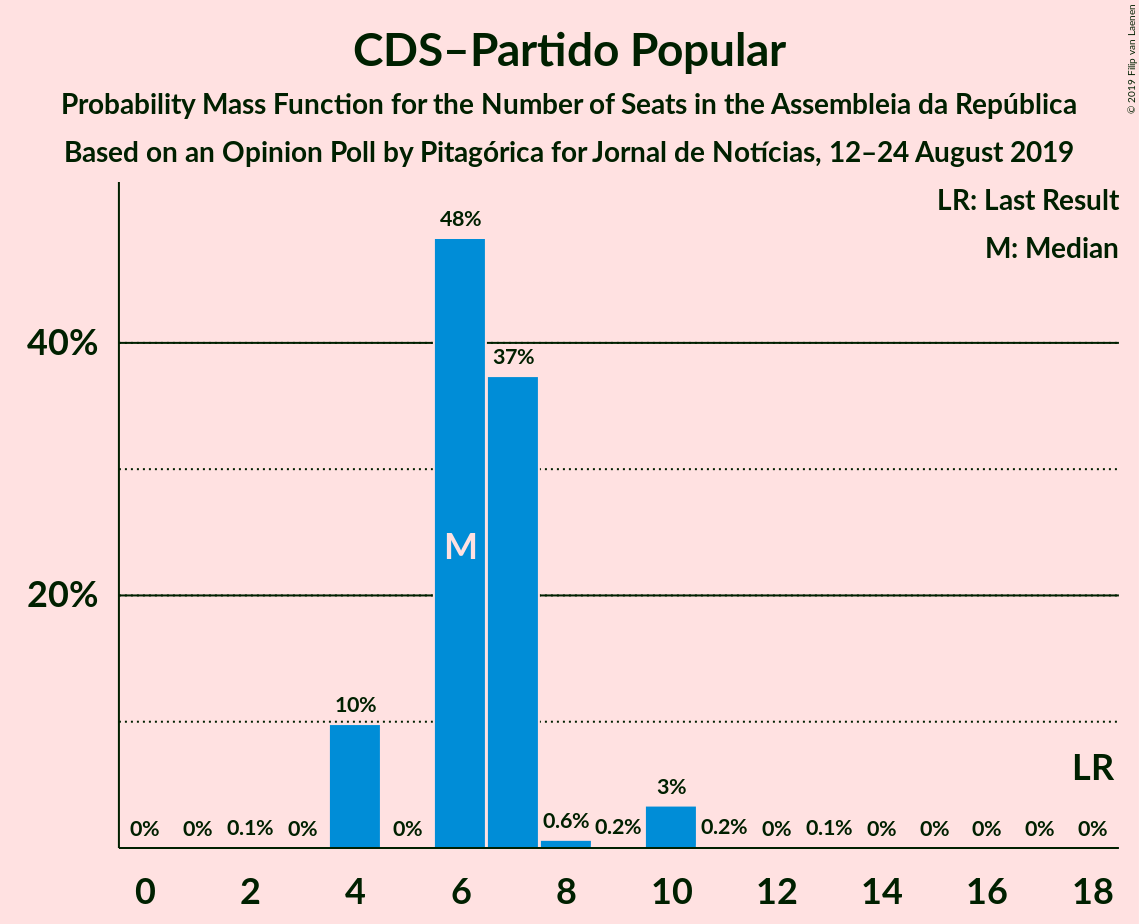 CDS–Partido Popular
Probability Mass Function for the Number of Seats in the Assembleia da República
Based on an Opinion Poll by Pitagórica for Jornal de Notícias, 12–24 August 2019
© 2019 Filip van Laenen
LR: Last Result
M: Median
48%
40%
37%
M
20%
10%
LR
3%
0% 0% 0.1% 0% 0% 0.6% 0.2% 0.2% 0% 0.1% 0% 0% 0% 0% 0%
0 2 4 6 8 10 12 14 16 18